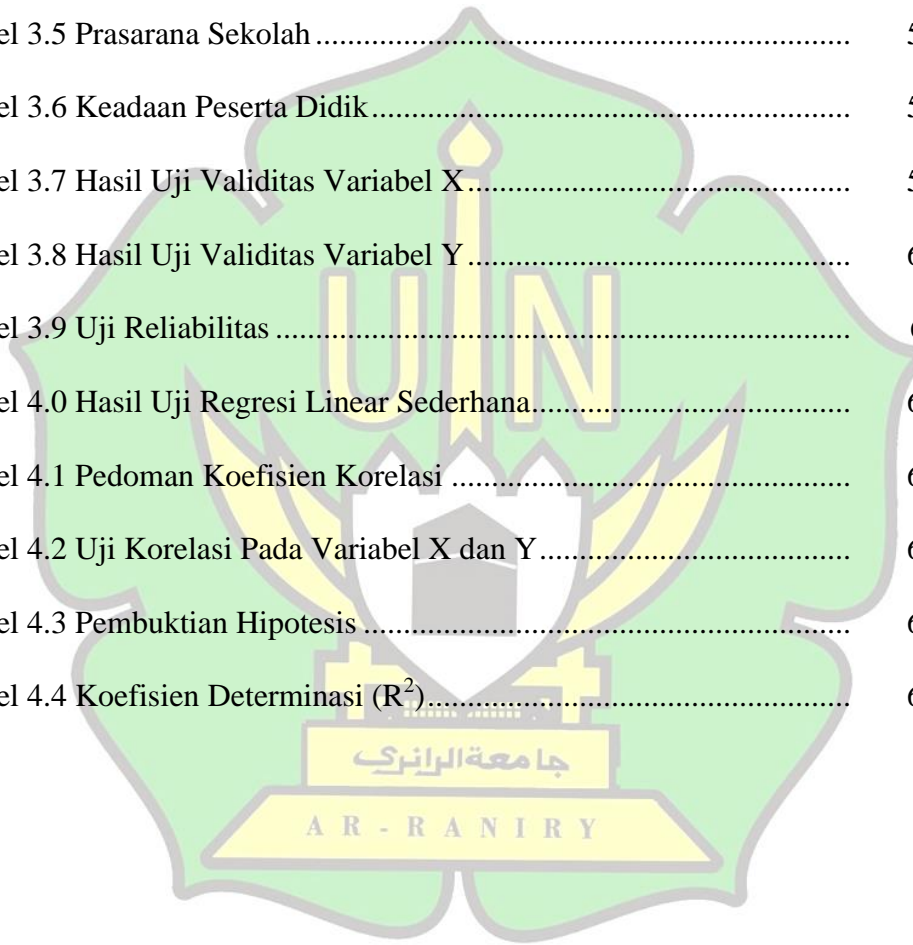 el 3.5 Prasarana Sekolah .................................................................. 5
el 3.6 Keadaan Peserta Didik........................................................... 5
el 3.7 Hasil Uji Validitas Variabel X............................................... 5
el 3.8 Hasil Uji Validitas Variabel Y............................................... 6
el 3.9 Uji Reliabilitas .......................................................................
el 4.0 Hasil Uji Regresi Linear Sederhana....................................... 6
el 4.1 Pedoman Koefisien Korelasi ................................................. 6
el 4.2 Uji Korelasi Pada Variabel X dan Y...................................... 6
el 4.3 Pembuktian Hipotesis ............................................................ 6
el 4.4 Koefisien Determinasi (R²).................................................... 6
UIN
جامعةالرانري
AR-RANIRY